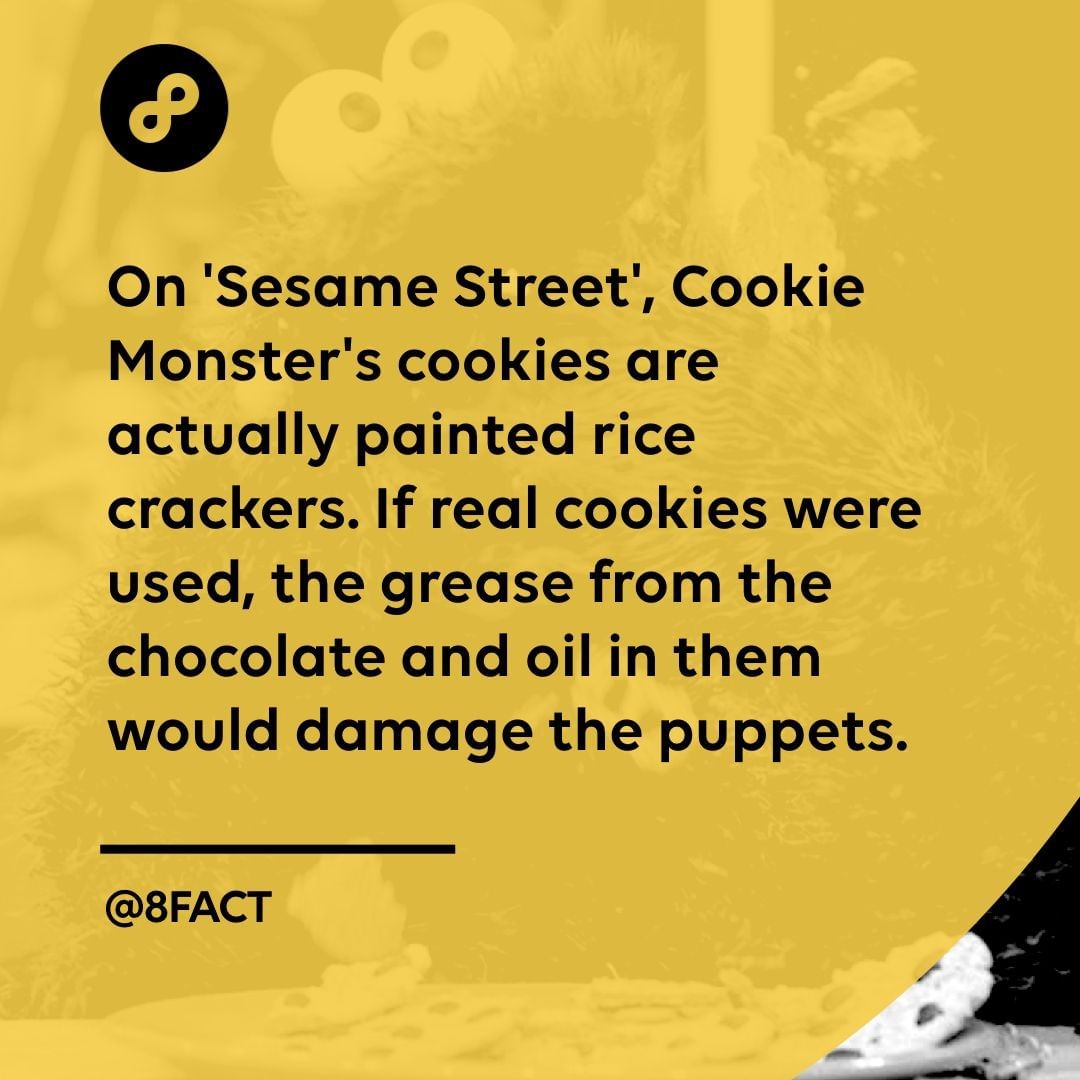 On 'Sesame Street', Cookie
Monster's cookies are
actually painted rice
crackers. If real cookies were
used, the grease from the
chocolate and oil in them
would damage the puppets.
@8FACT